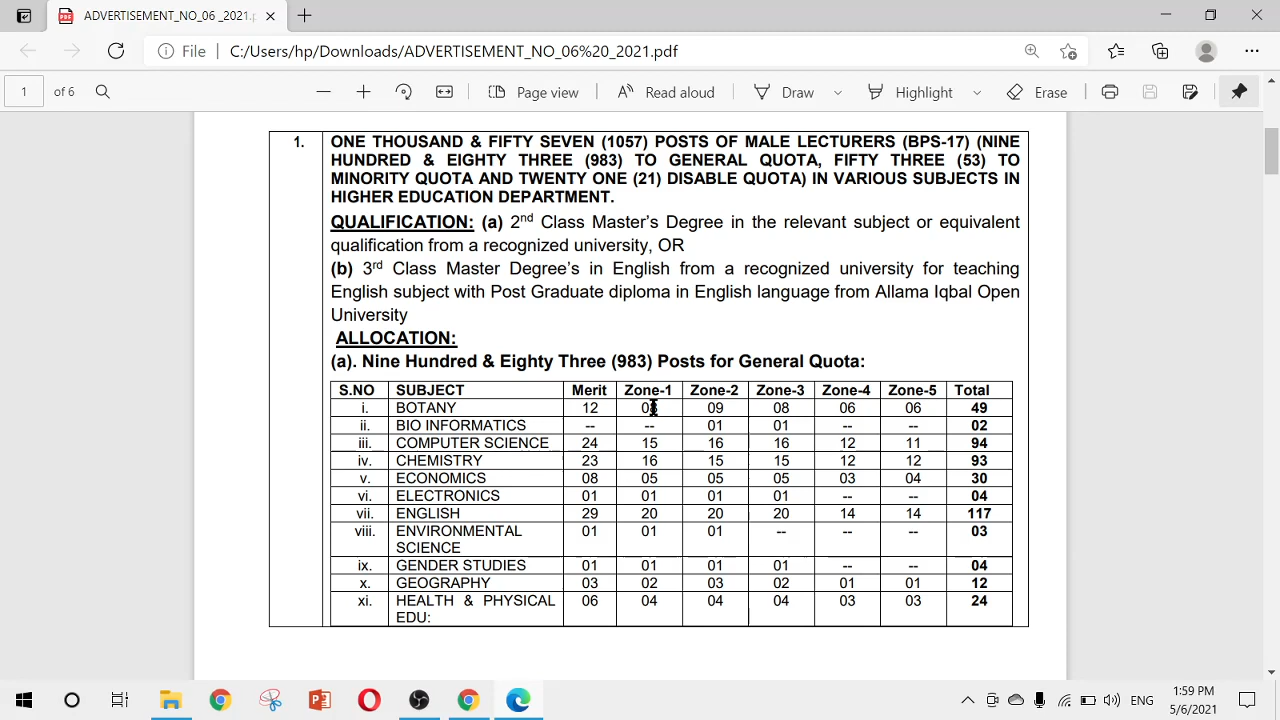 ADVERTISEMENT_NO_06 _2021.p
File C:/Users/hp/Downloads/ADVERTISEMENT_NO_06%20_2021.pdf
1 of 6 Page view Read aloud Draw Highlight Erase
1. ONE THOUSAND & FIFTY SEVEN (1057) POSTS OF MALE LECTURERS (BPS-17) (NINE
HUNDRED & EIGHTY THREE (983) TO GENERAL QUOTA, FIFTY THREE (53) TO
MINORITY QUOTA AND TWENTY ONE (21) DISABLE QUOTA) IN VARIOUS SUBJECTS IN
HIGHER EDUCATION DEPARTMENT.
QUALIFICATION: (a) 2nd Class Master's Degree in the relevant subject or equivalent
qualification from a recognized university, OR
(b) 3rd Class Master Degree's in English from a recognized university for teaching
English subject with Post Graduate diploma in English language from Allama Iqbal Open
University
ALLOCATION:
(a). Nine Hundred & Eighty Three (983) Posts for General Quota:
S.NO SUBJECT Merit Zone-1 Zone-2 Zone-3 Zone-4 Zone-5 Total
i. BOTANY 12 09 08 06 06 49
ii. BIO INFORMATICS -- -- 01 01 -- -- 02
iii. COMPUTER SCIENCE 24 15 16 16 12 11 94
iv. CHEMISTRY 23 16 15 15 12 12 93
v. ECONOMICS 08 05 05 05 03 04 30
vi. ELECTRONICS 01 01 01 01 -- -- 04
vii. ENGLISH 29 20 20 20 14 14 117
viii. ENVIRONMENTAL 01 01 01 -- -- -- 03
SCIENCE
ix. GENDER STUDIES 01 01 01 01 -- -- 04
x. GEOGRAPHY 03 02 03 02 01 01 12
xi. HEALTH & PHYSICAL 06 04 04 04 03 03 24
EDU:
ENG 1:59 PM
5/6/2021